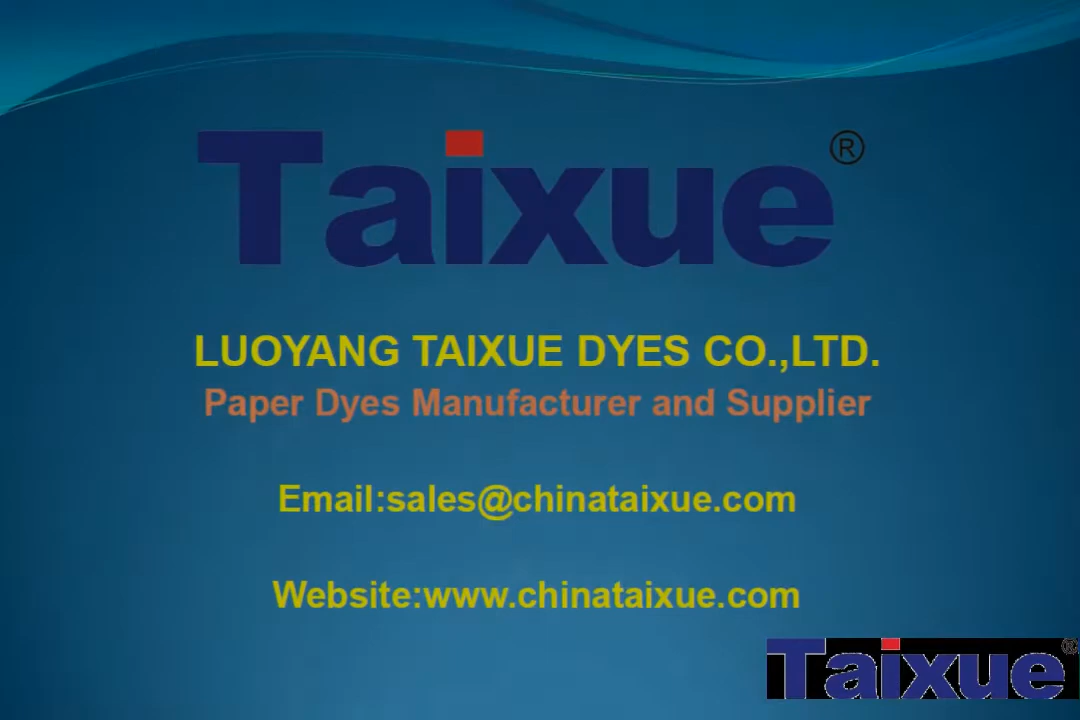 Taixue®
LUOYANG TAIXUE DYES CO.,LTD.
Paper Dyes Manufacturer and Supplier
Email:sales@chinataixue.com
Website:www.chinataixue.com
Taixue®